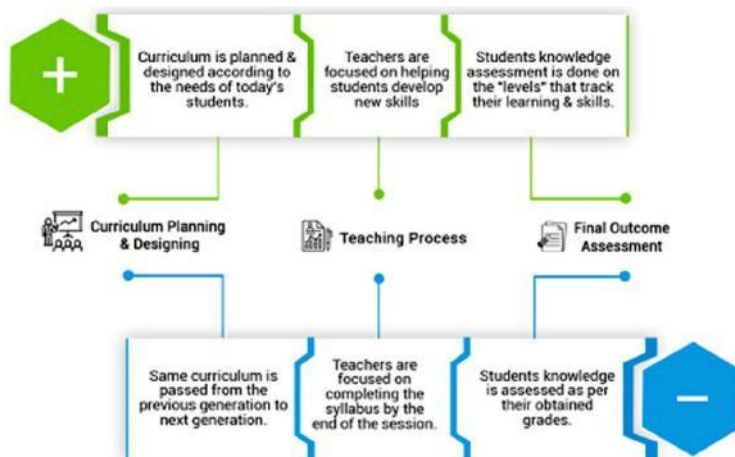 +
Curriculum is planned &
designed according to
the needs of today's
students.
Teachers are
focused on helping
students develop
new skills
Students knowledge
assessment is done on
the "levels" that track
their learning & skills.
Curriculum Planning
& Designing
Teaching Process
Final Outcome
Assessment
Same curriculum is
passed from the
previous generation to
next generation.
Teachers are
focused on
completing the
syllabus by the
end of the session.
Students knowledge
is assessed as per
their obtained
grades.
−